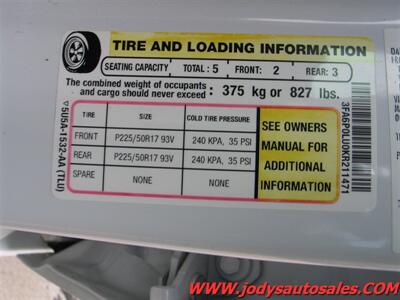 TIRE AND LOADING INFORMATION
SEATING CAPACITY TOTAL : 5 FRONT: 2 REAR: 3
The combined weight of occupants
and cargo should never exceed : 375 kg or 827 lbs.
TIRE SIZE COLD TIRE PRESSURE
FRONT P225/50R17 93V 240 KPA, 35 PSI
REAR P225/50R17 93V 240 KPA, 35 PSI
SPARE NONE NONE
SEE OWNERS
MANUAL FOR
ADDITIONAL
INFORMATION
5U5A-1532-AA (TLU)
3FA6P0LU0KR211471
www.jodysautosales.com